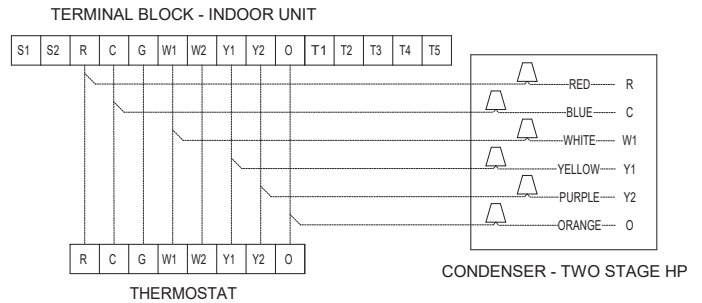 TERMINAL BLOCK - INDOOR UNIT
S1 S2 R C G W1 W2 Y1 Y2 O T1 T2 T3 T4 T5
RED R
BLUE C
WHITE W1
YELLOW Y1
PURPLE Y2
ORANGE O
R C G W1 W2 Y1 Y2 O
CONDENSER - TWO STAGE HP
THERMOSTAT